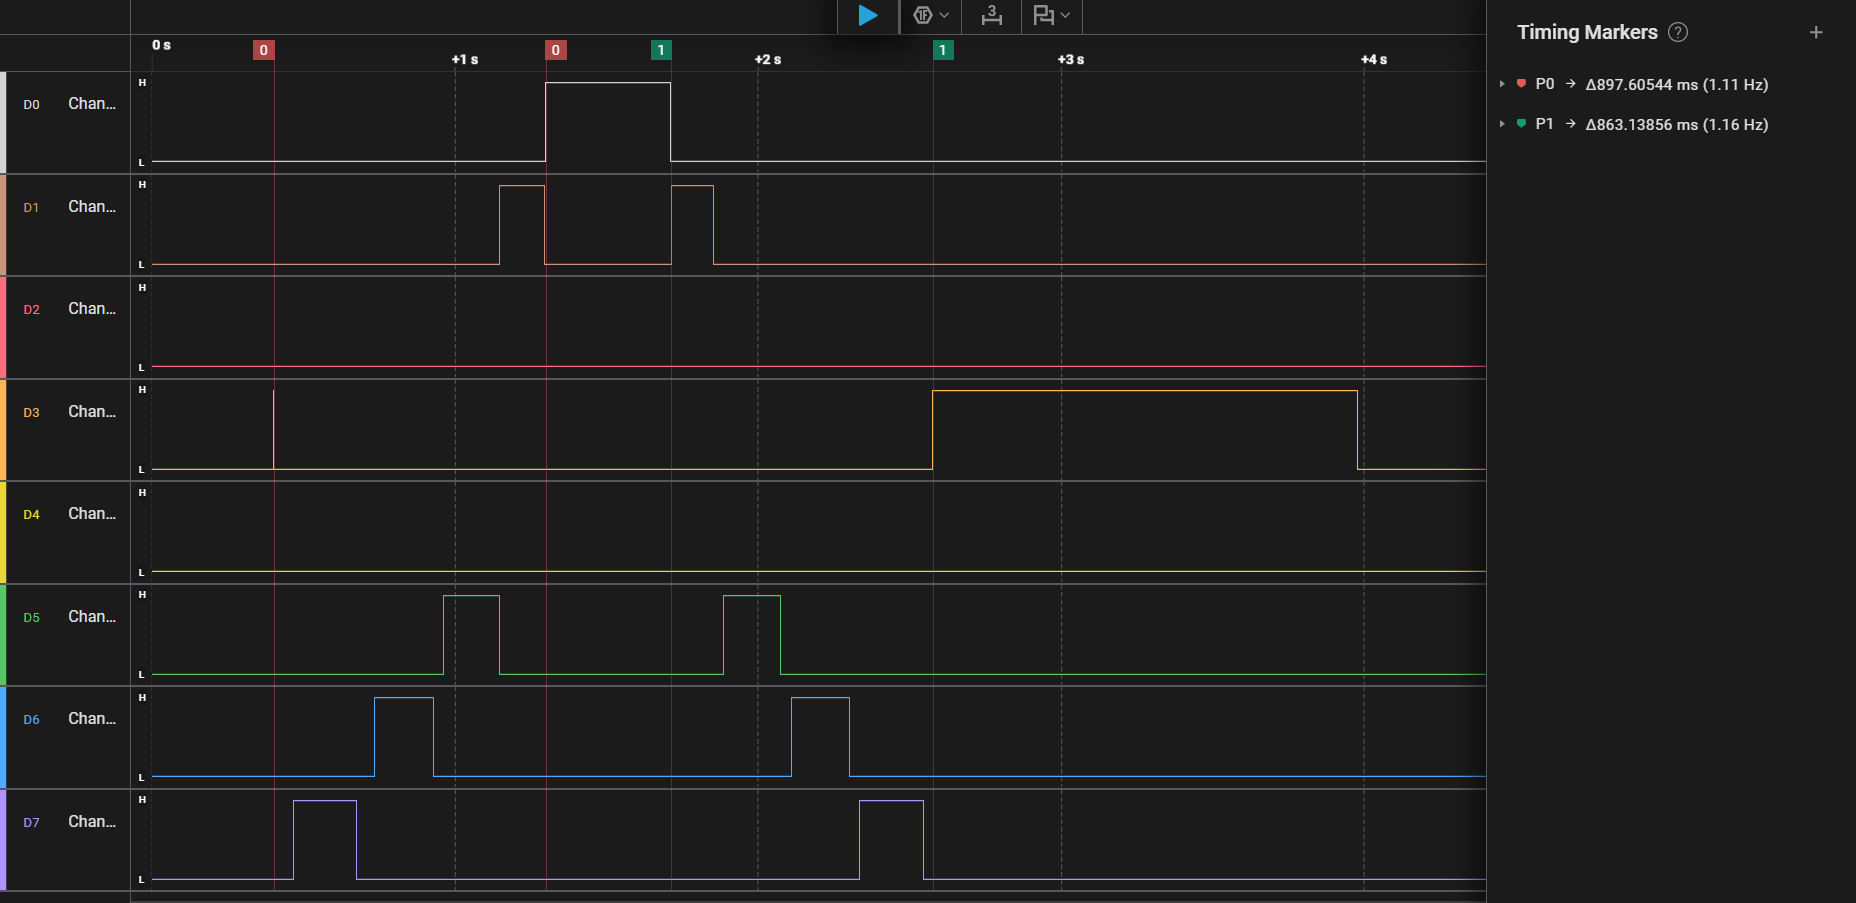 3
Timing Markers ?
0 s
0
+1 s
0
1
+2 s
1
+3 s
+4 s
P0 → Δ897.60544 ms (1.11 Hz)
P1 → Δ863.13856 ms (1.16 Hz)
H
D0 Chan...
L
H
D1 Chan...
L
H
D2 Chan...
L
H
D3 Chan...
L
H
D4 Chan...
L
H
D5 Chan...
L
H
D6 Chan...
L
H
D7 Chan...
L